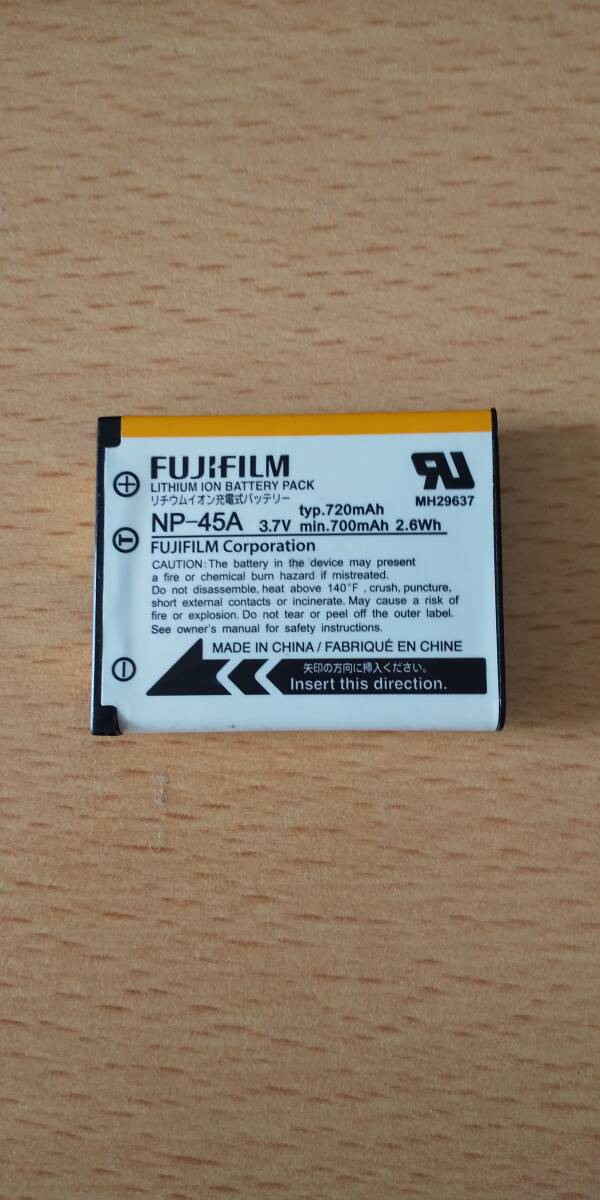 FUJIFILM
LITHIUM ION BATTERY PACK
リチウムイオン充電式バッテリー
MH29637
NP-45A 3.7V typ.720mAh min.700mAh 2.6Wh
FUJIFILM Corporation
CAUTION: The battery in the device may present
a fire or chemical burn hazard if mistreated.
Do not disassemble, heat above 140°F , crush, puncture,
short external contacts or incinerate. May cause a risk of
fire or explosion. Do not tear or peel off the outer label.
See owner's manual for safety instructions.
MADE IN CHINA / FABRIQUÉ EN CHINE
矢印の方向に挿入ください。
Insert this direction.
+
T
−